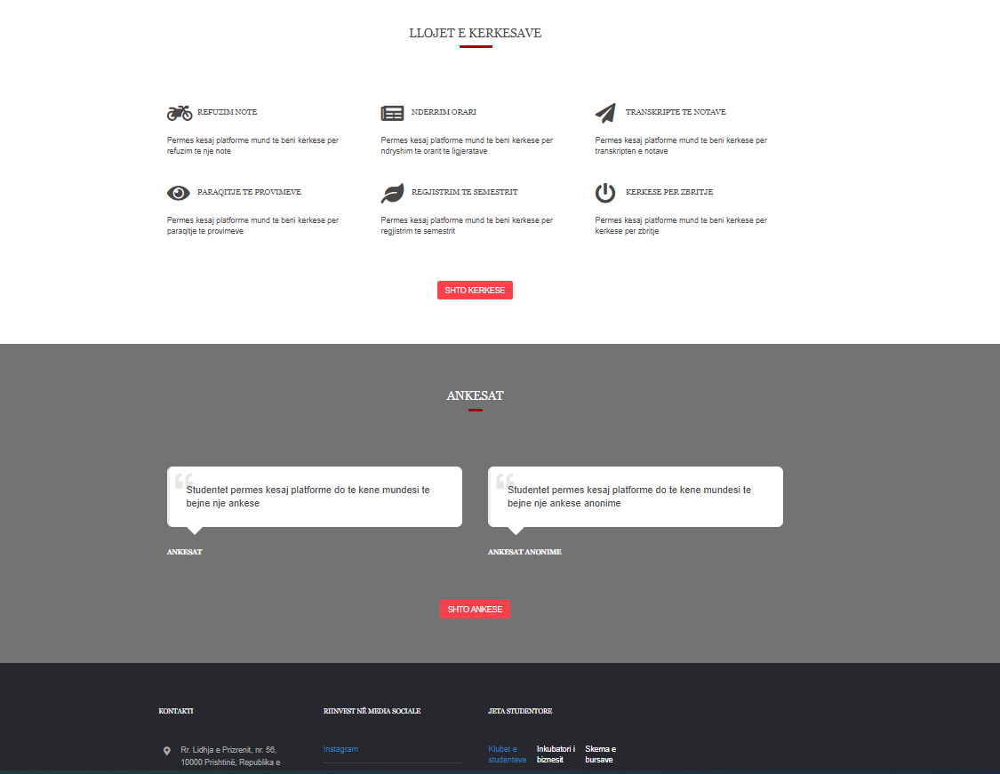 LLOJET E KERKESAVE
REFUZIM NOTE
Permes kesaj platforme mund te beni kerkese per
refuzim te nje note
NDERRIM ORARI
Permes kesaj platforme mund te beni kerkese per
ndryshim te orarit te ligjeratave
TRANSKRIPTE TE NOTAVE
Permes kesaj platforme mund te beni kerkese per
transkripten e notave
PARAQITJE TE PROVIMEVE
Permes kesaj platforme mund te beni kerkese per
paraqitje te provimeve
REGJISTRIM TE SEMESTRIT
Permes kesaj platforme mund te beni kerkese per
regjistrim te semestrit
KERKESE PER ZBRITJE
Permes kesaj platforme mund te beni kerkese per
kerkese per zbritje
SHTO KERKESE
ANKESAT
Studentet permes kesaj platforme do te kene mundesi te
bejne nje ankese
ANKESAT
Studentet permes kesaj platforme do te kene mundesi te
bejne nje ankese anonime
ANKESAT ANONIME
SHTO ANKESE
KONTAKTI
Rr. Lidhja e Prizrenit, nr. 56,
10000 Prishtinë, Republika e
RIINVEST NË MEDIA SOCIALE
Instagram
JETA STUDENTORE
Klubet e
studenteve
Inkubatori i
biznesit
Skema e
bursave